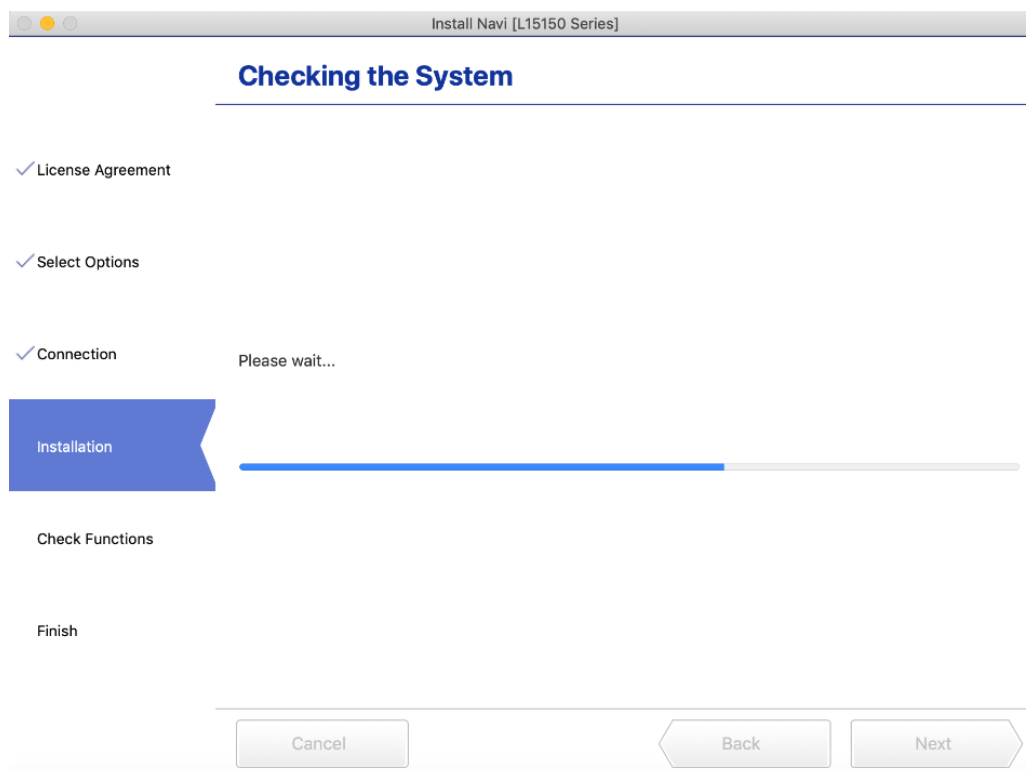 Install Navi [L15150 Series]
Checking the System
License Agreement
Select Options
Connection
Please wait...
Installation
Check Functions
Finish
Cancel
Back
Next